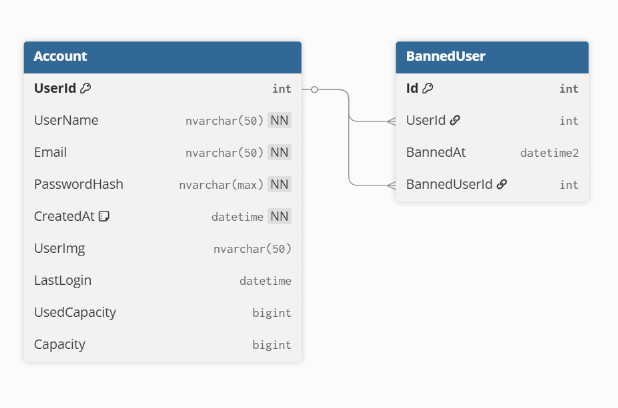 Account
UserId int
UserName nvarchar(50) NN
Email nvarchar(50) NN
PasswordHash nvarchar(max) NN
CreatedAt datetime NN
UserImg nvarchar(50)
LastLogin datetime
UsedCapacity bigint
Capacity bigint
BannedUser
Id int
UserId int
BannedAt datetime2
BannedUserId int